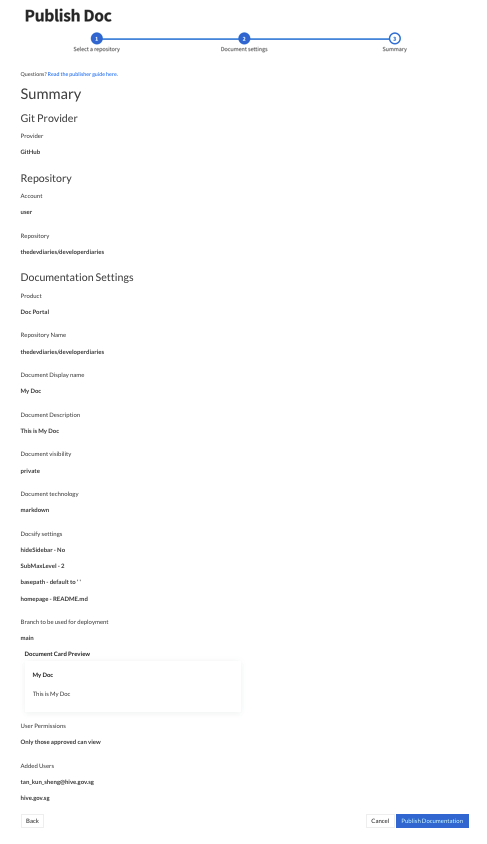 Publish Doc
1
2
3
Select a repository
Document settings
Summary
Questions? Read the publisher guide here.
Summary
Git Provider
Provider
GitHub
Repository
Account
user
Repository
thedevdiaries/developerdiaries
Documentation Settings
Product
Doc Portal
Repository Name
thedevdiaries/developerdiaries
Document Display name
My Doc
Document Description
This is My Doc
Document visibility
private
Document technology
markdown
Docsify settings
hideSidebar - No
SubMaxLevel - 2
basepath - default to ' '
homepage - README.md
Branch to be used for deployment
main
Document Card Preview
My Doc
This is My Doc
User Permissions
Only those approved can view
Added Users
tan_kun_sheng@hive.gov.sg
hive.gov.sg
Back
Cancel
Publish Documentation